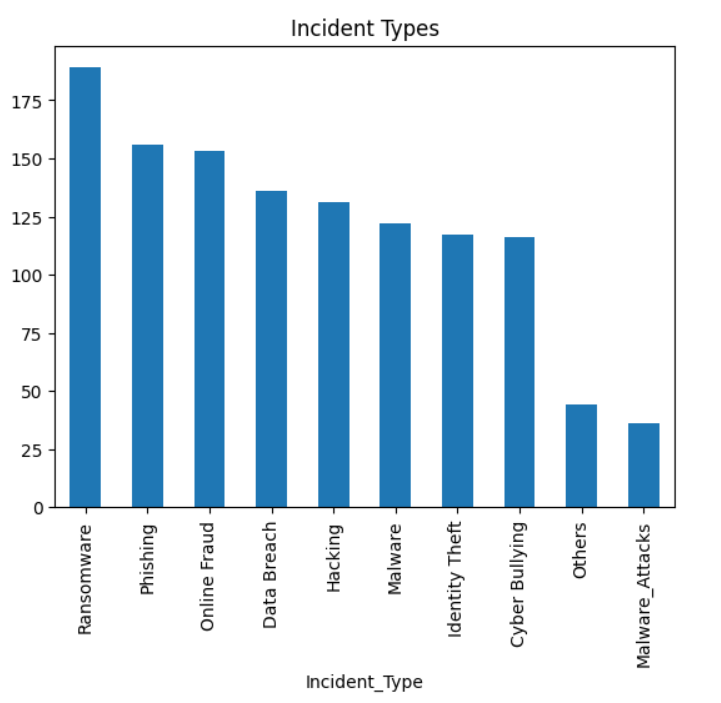 Incident Types
175
150
125
100
75
50
25
0
Ransomware
Phishing
Online Fraud
Data Breach
Hacking
Malware
Identity Theft
Cyber Bullying
Others
Malware_Attacks
Incident_Type